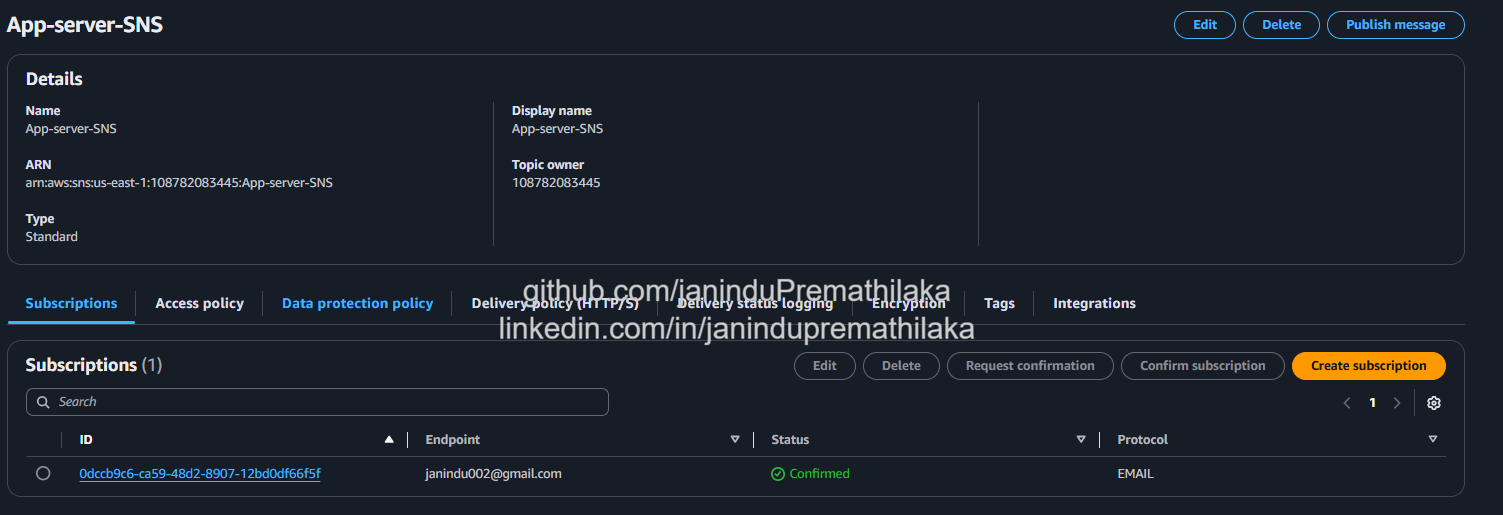 App-server-SNS
Edit Delete Publish message
Details
Name
App-server-SNS
Display name
App-server-SNS
ARN
arn:aws:sns:us-east-1:108782083445:App-server-SNS
Topic owner
108782083445
Type
Standard
github.com/janinduPremathilaka
Subscriptions Access policy Data protection policy Delivery policy (HTTP/S) Delivery status logging Encryption Tags Integrations
linkedin.com/in/janindupremathilaka
Subscriptions (1)
Edit Delete Request confirmation Confirm subscription Create subscription
Search
1
ID Endpoint Status Protocol
0dccb9c6-ca59-48d2-8907-12bd0df66f5f janindu002@gmail.com Confirmed EMAIL